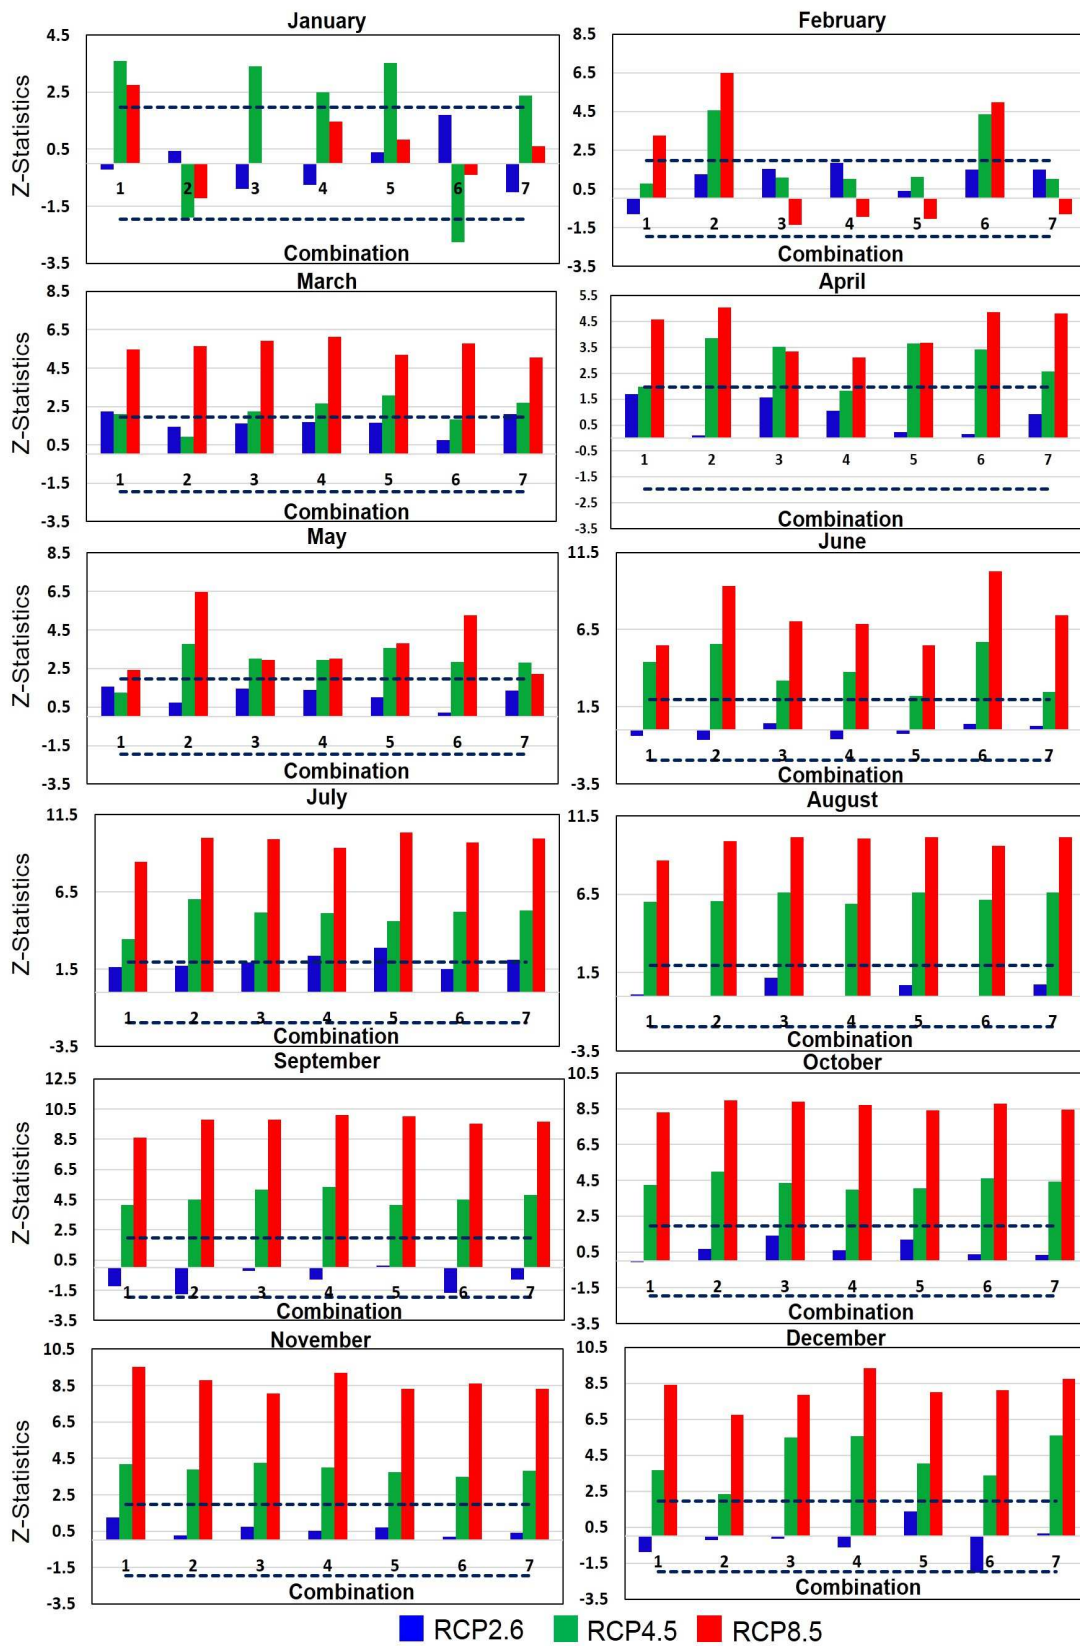 January
Z-Statistics
4.5
2.5
0.5
-1.5
-3.5
1 2 3 4 5 6 7
Combination
February
8.5
6.5
4.5
2.5
0.5
-1.5
-3.5
1 2 3 4 5 6 7
Combination
March
Z-Statistics
8.5
6.5
4.5
2.5
0.5
-1.5
-3.5
1 2 3 4 5 6 7
Combination
April
5.5
4.5
3.5
2.5
1.5
0.5
-0.5
-1.5
-2.5
-3.5
1 2 3 4 5 6 7
Combination
May
Z-Statistics
8.5
6.5
4.5
2.5
0.5
-1.5
-3.5
1 2 3 4 5 6 7
Combination
June
11.5
6.5
1.5
-3.5
1 2 3 4 5 6 7
Combination
July
Z-Statistics
11.5
6.5
1.5
-3.5
1 2 3 4 5 6 7
Combination
August
11.5
6.5
1.5
-3.5
1 2 3 4 5 6 7
Combination
September
Z-Statistics
12.5
10.5
8.5
6.5
4.5
2.5
0.5
-1.5
-3.5
1 2 3 4 5 6 7
Combination
October
10.5
8.5
6.5
4.5
2.5
0.5
-1.5
-3.5
1 2 3 4 5 6 7
Combination
November
Z-Statistics
10.5
8.5
6.5
4.5
2.5
0.5
-1.5
-3.5
1 2 3 4 5 6 7
Combination
December
10.5
8.5
6.5
4.5
2.5
0.5
-1.5
-3.5
1 2 3 4 5 6 7
Combination
RCP2.6 RCP4.5 RCP8.5